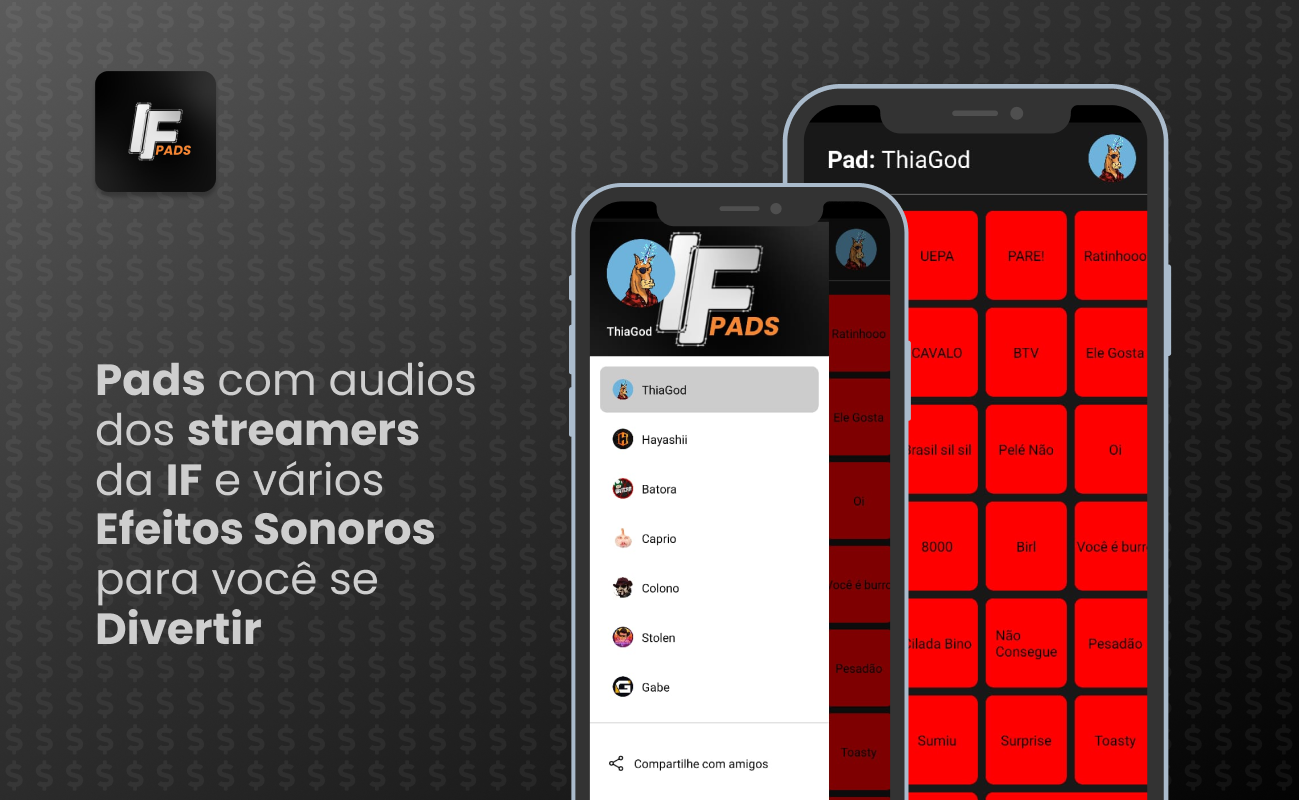 IF
PADS
Pads com audios
dos streamers
da IF e vários
Efeitos Sonoros
para você se
Divertir
IF
PADS
ThiaGod
ThiaGod
Hayashii
Batora
Caprio
Colono
Stolen
Gabe
Compartilhe com amigos
Ratinhooo
Ele Gosta
Oi
Você é burro
Pesadão
Toasty
Pad: ThiaGod
UEPA PARE! Ratinhooo
CAVALO BTV Ele Gosta
Brasil sil sil Pelé Não Oi
8000 Birl Você é burr
Cilada Bino Não
Consegue Pesadão
Sumiu Surprise Toasty